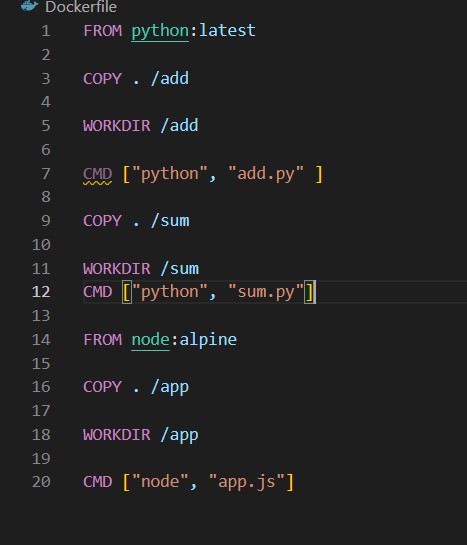 Dockerfile
1 FROM python:latest
2
3 COPY . /add
4
5 WORKDIR /add
6
7 CMD ["python", "add.py" ]
8
9 COPY . /sum
10
11 WORKDIR /sum
12 CMD ["python", "sum.py"]
13
14 FROM node:alpine
15
16 COPY . /app
17
18 WORKDIR /app
19
20 CMD ["node", "app.js"]